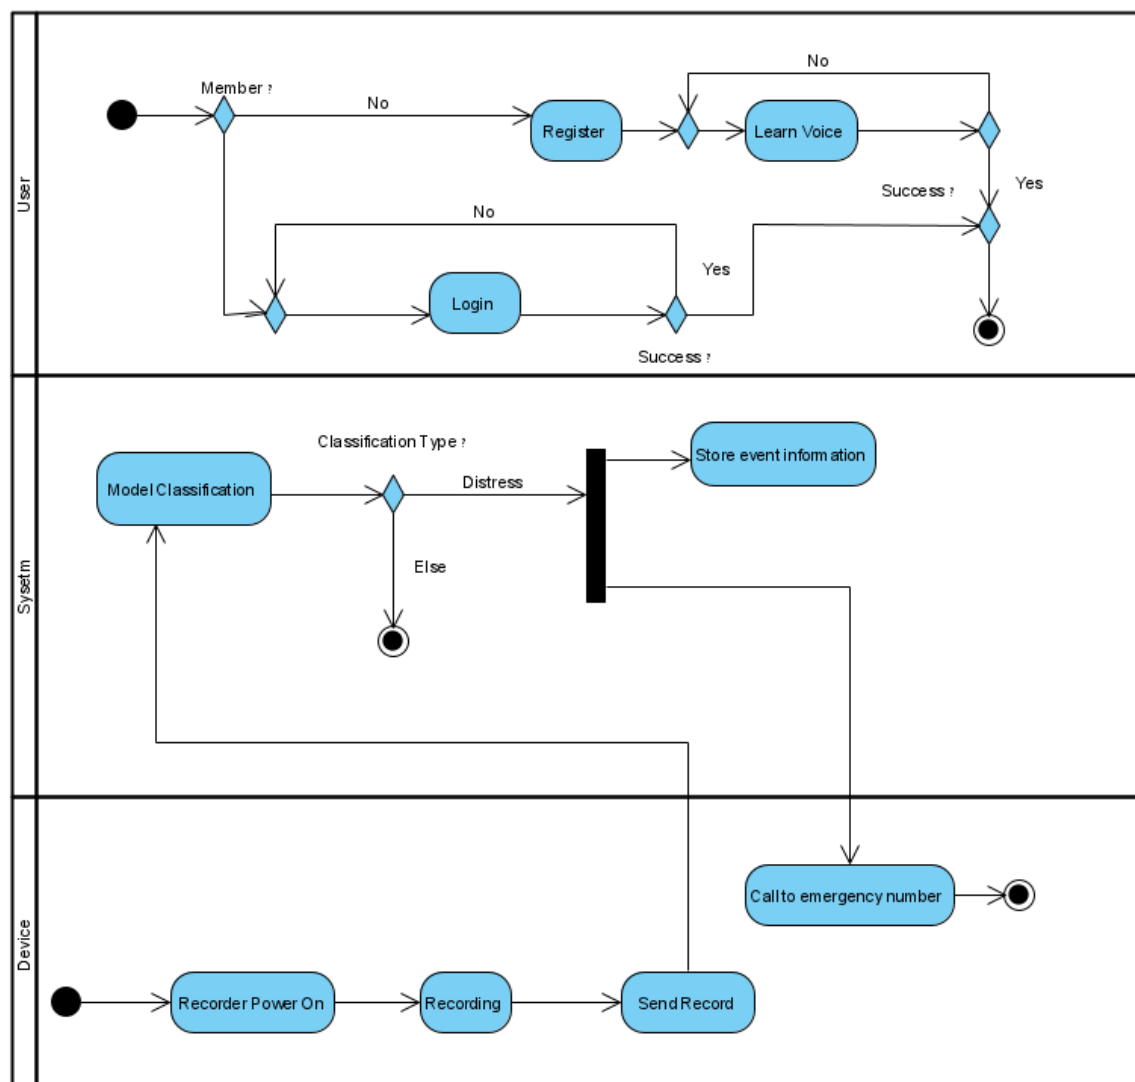 User
Member ?
No
Register
Learn Voice
No
Success ?
Yes
No
Login
Yes
Success ?
Sysetm
Model Classification
Classification Type ?
Distress
Else
Store event information
Device
Call to emergency number
Recorder Power On
Recording
Send Record